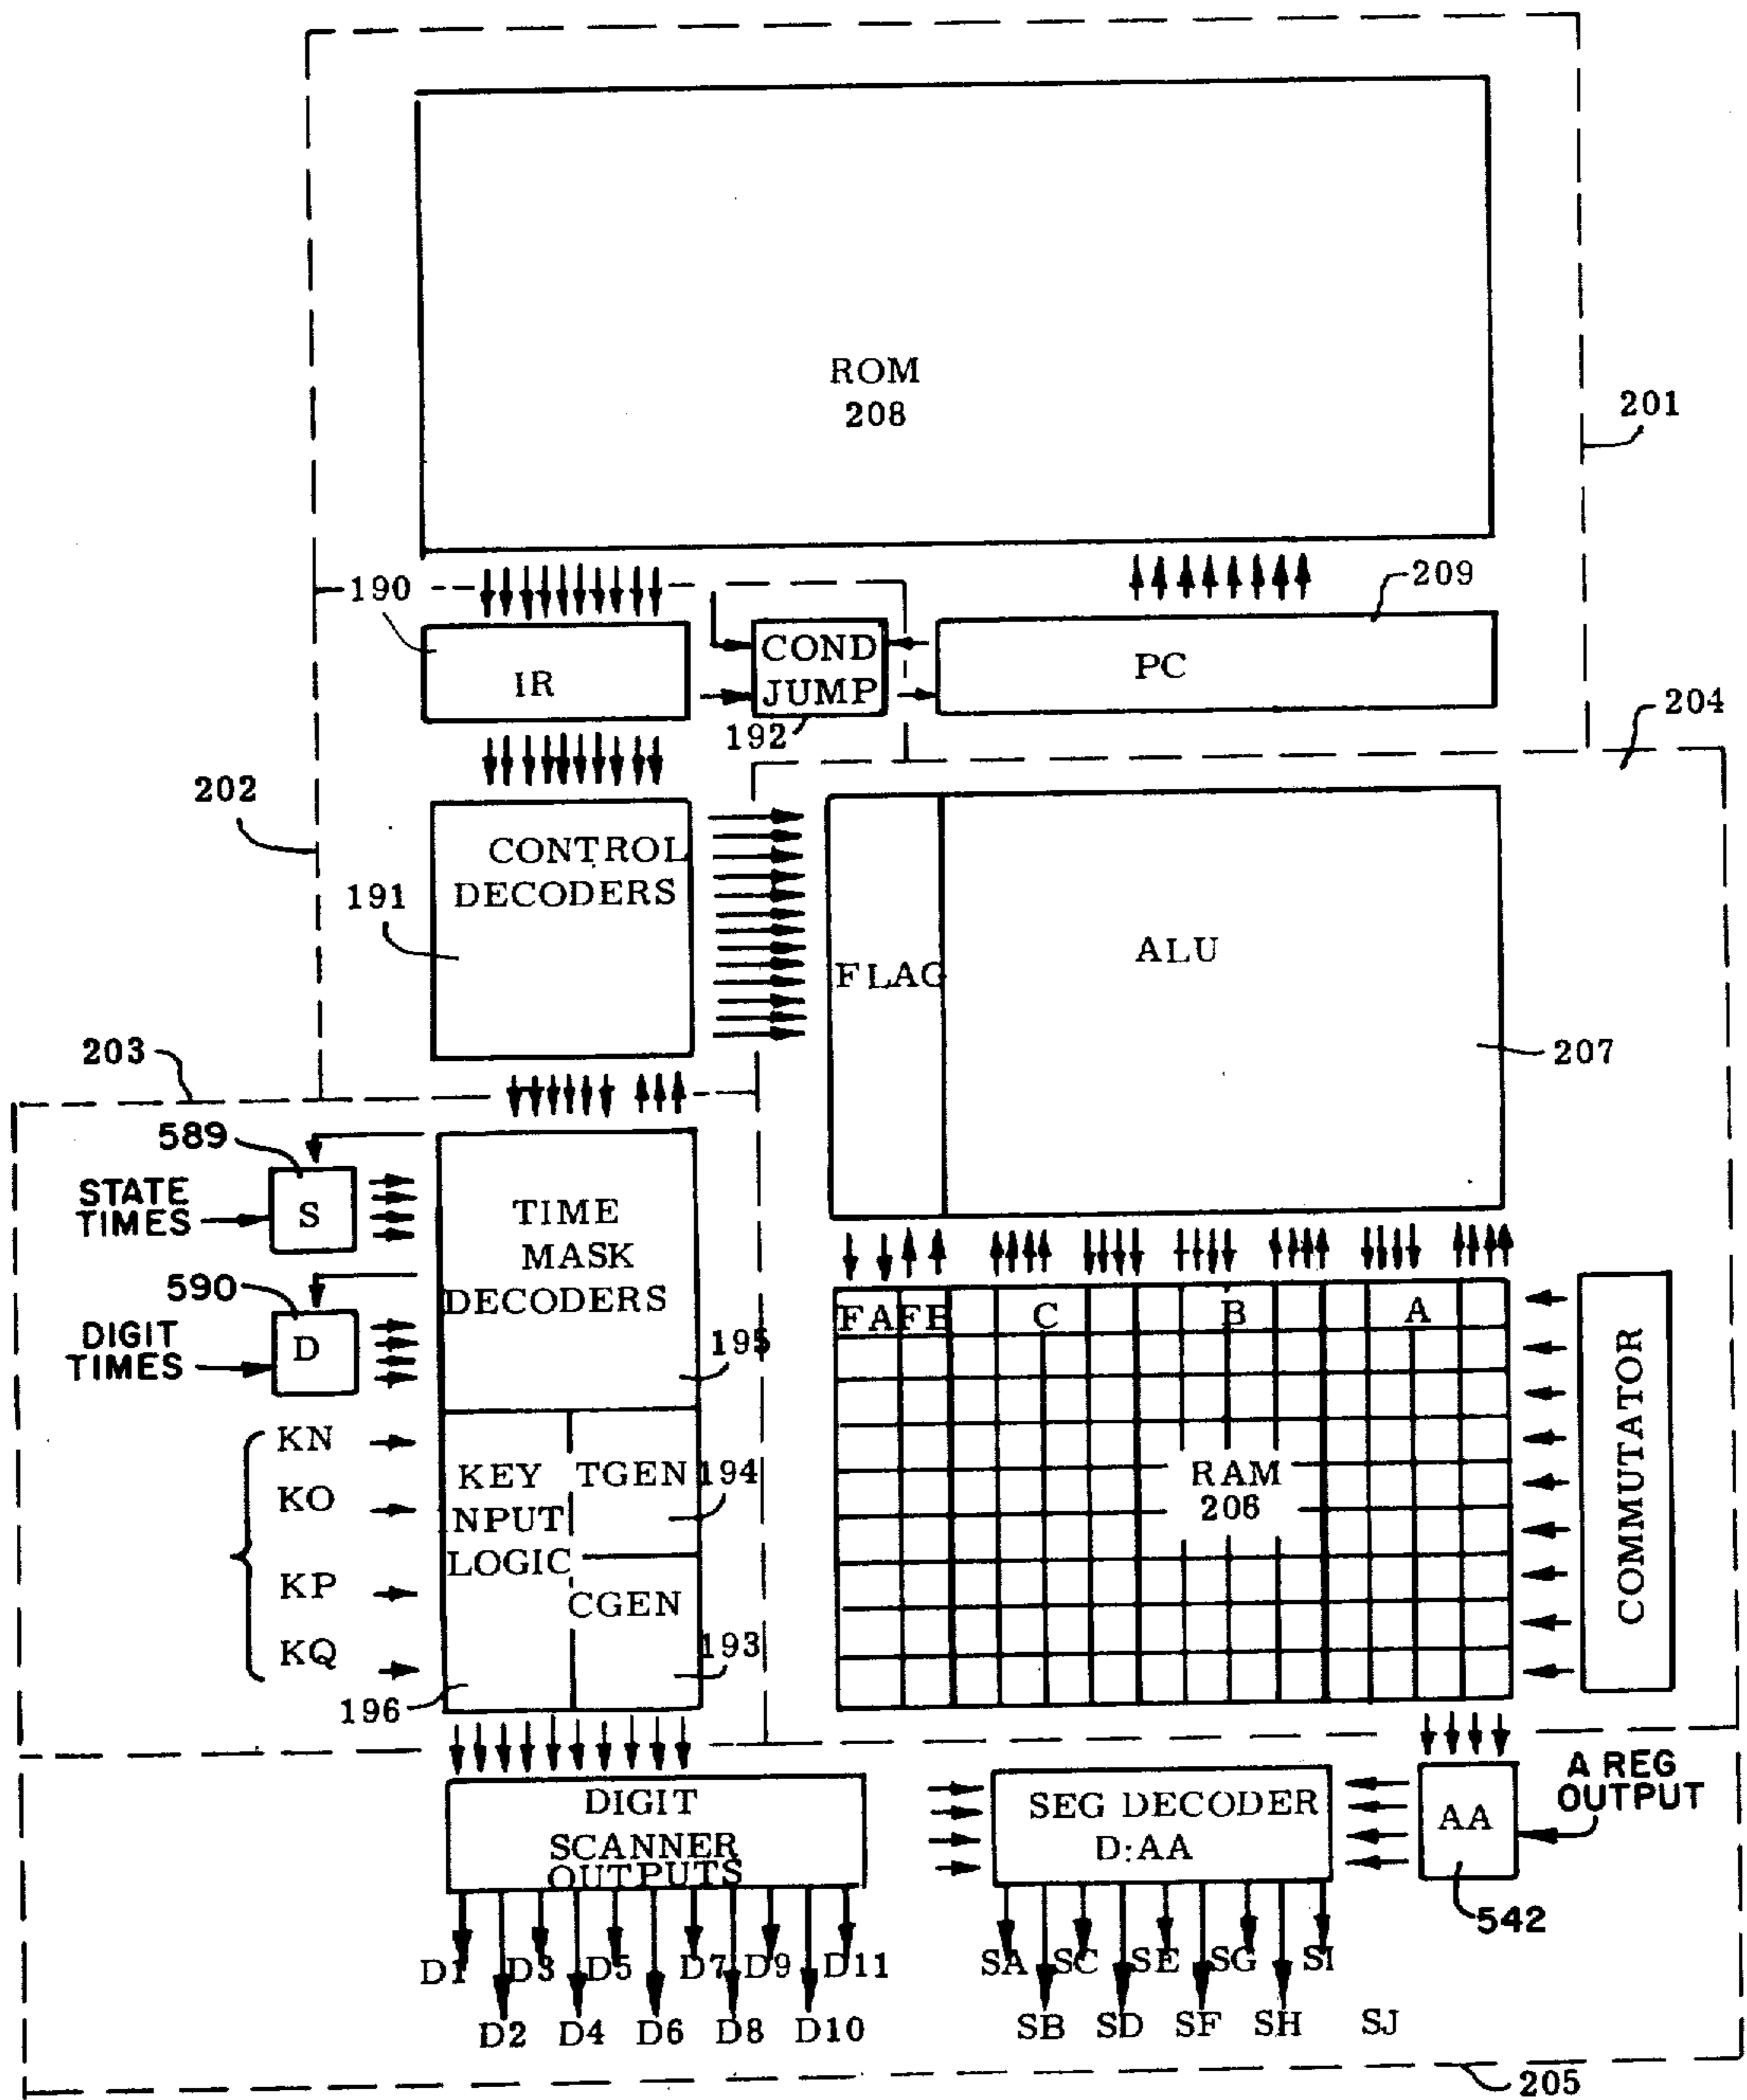 ROM
208
201
190
209
IR
COND
JUMP
192
PC
204
202
CONTROL
DECODERS
191
FLAG
ALU
207
203
589
STATE
TIMES
S
TIME
MASK
DECODERS
590
DIGIT
TIMES
D
195
FA
FB
C
B
A
COMMUTATOR
KN
KO
KP
KQ
KEY
INPUT
LOGIC
TGEN
194
CGEN
193
196
RAM
206
DIGIT
SCANNER
OUTPUTS
SEG DECODER
D:AA
AA
A REG
OUTPUT
542
D1 D3 D5 D7 D9 D11
D2 D4 D6 D8 D10
SA SC SE SG SI
SB SD SF SH SJ
205